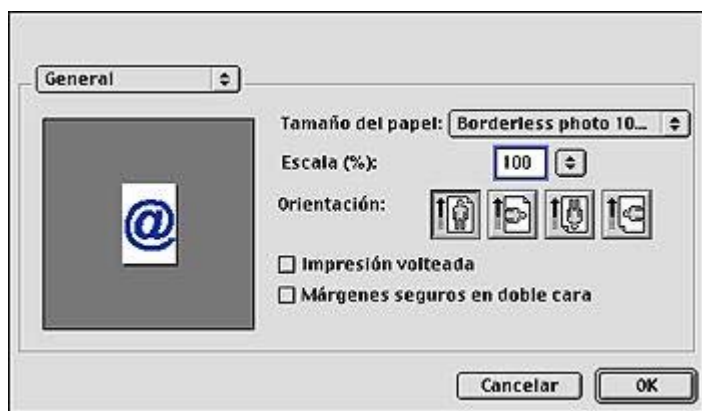 General
Tamaño del papel: Borderless photo 10...
Escala (%): 100
Orientación:
@
Impresión volteada
Márgenes seguros en doble cara
Cancelar OK